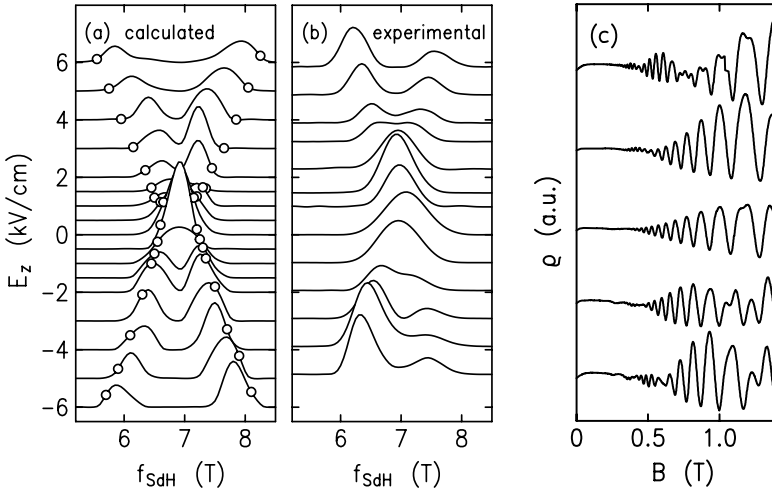 (a) calculated
(b) experimental
(c)
6
4
2
0
−2
−4
−6
E_z (kV/cm)
ϱ (a.u.)
6 7 8
6 7 8
0 0.5 1.0
f_SdH (T)
f_SdH (T)
B (T)